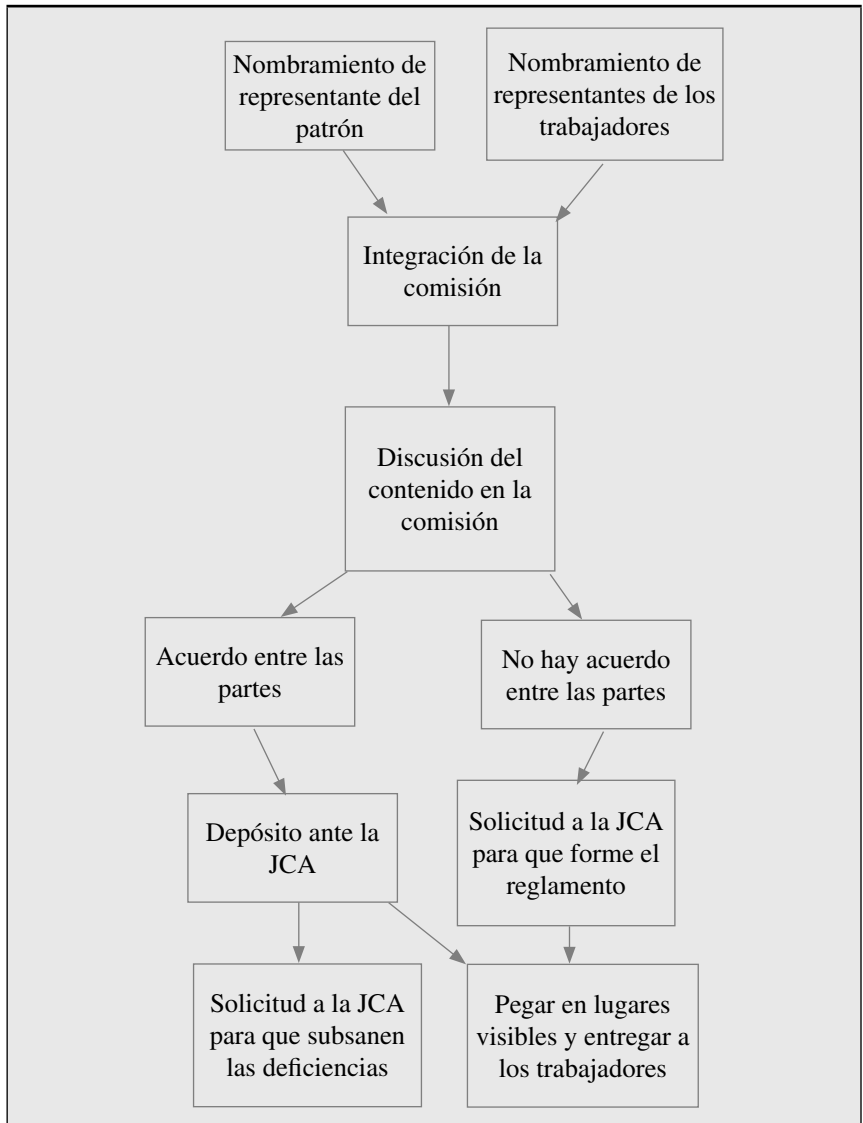 Nombramiento de
representante del
patrón
Nombramiento de
representantes de los
trabajadores
Integración de la
comisión
Discusión del
contenido en la
comisión
Acuerdo entre las
partes
No hay acuerdo
entre las partes
Depósito ante la
JCA
Solicitud a la JCA
para que forme el
reglamento
Solicitud a la JCA
para que subsanen
las deficiencias
Pegar en lugares
visibles y entregar a
los trabajadores